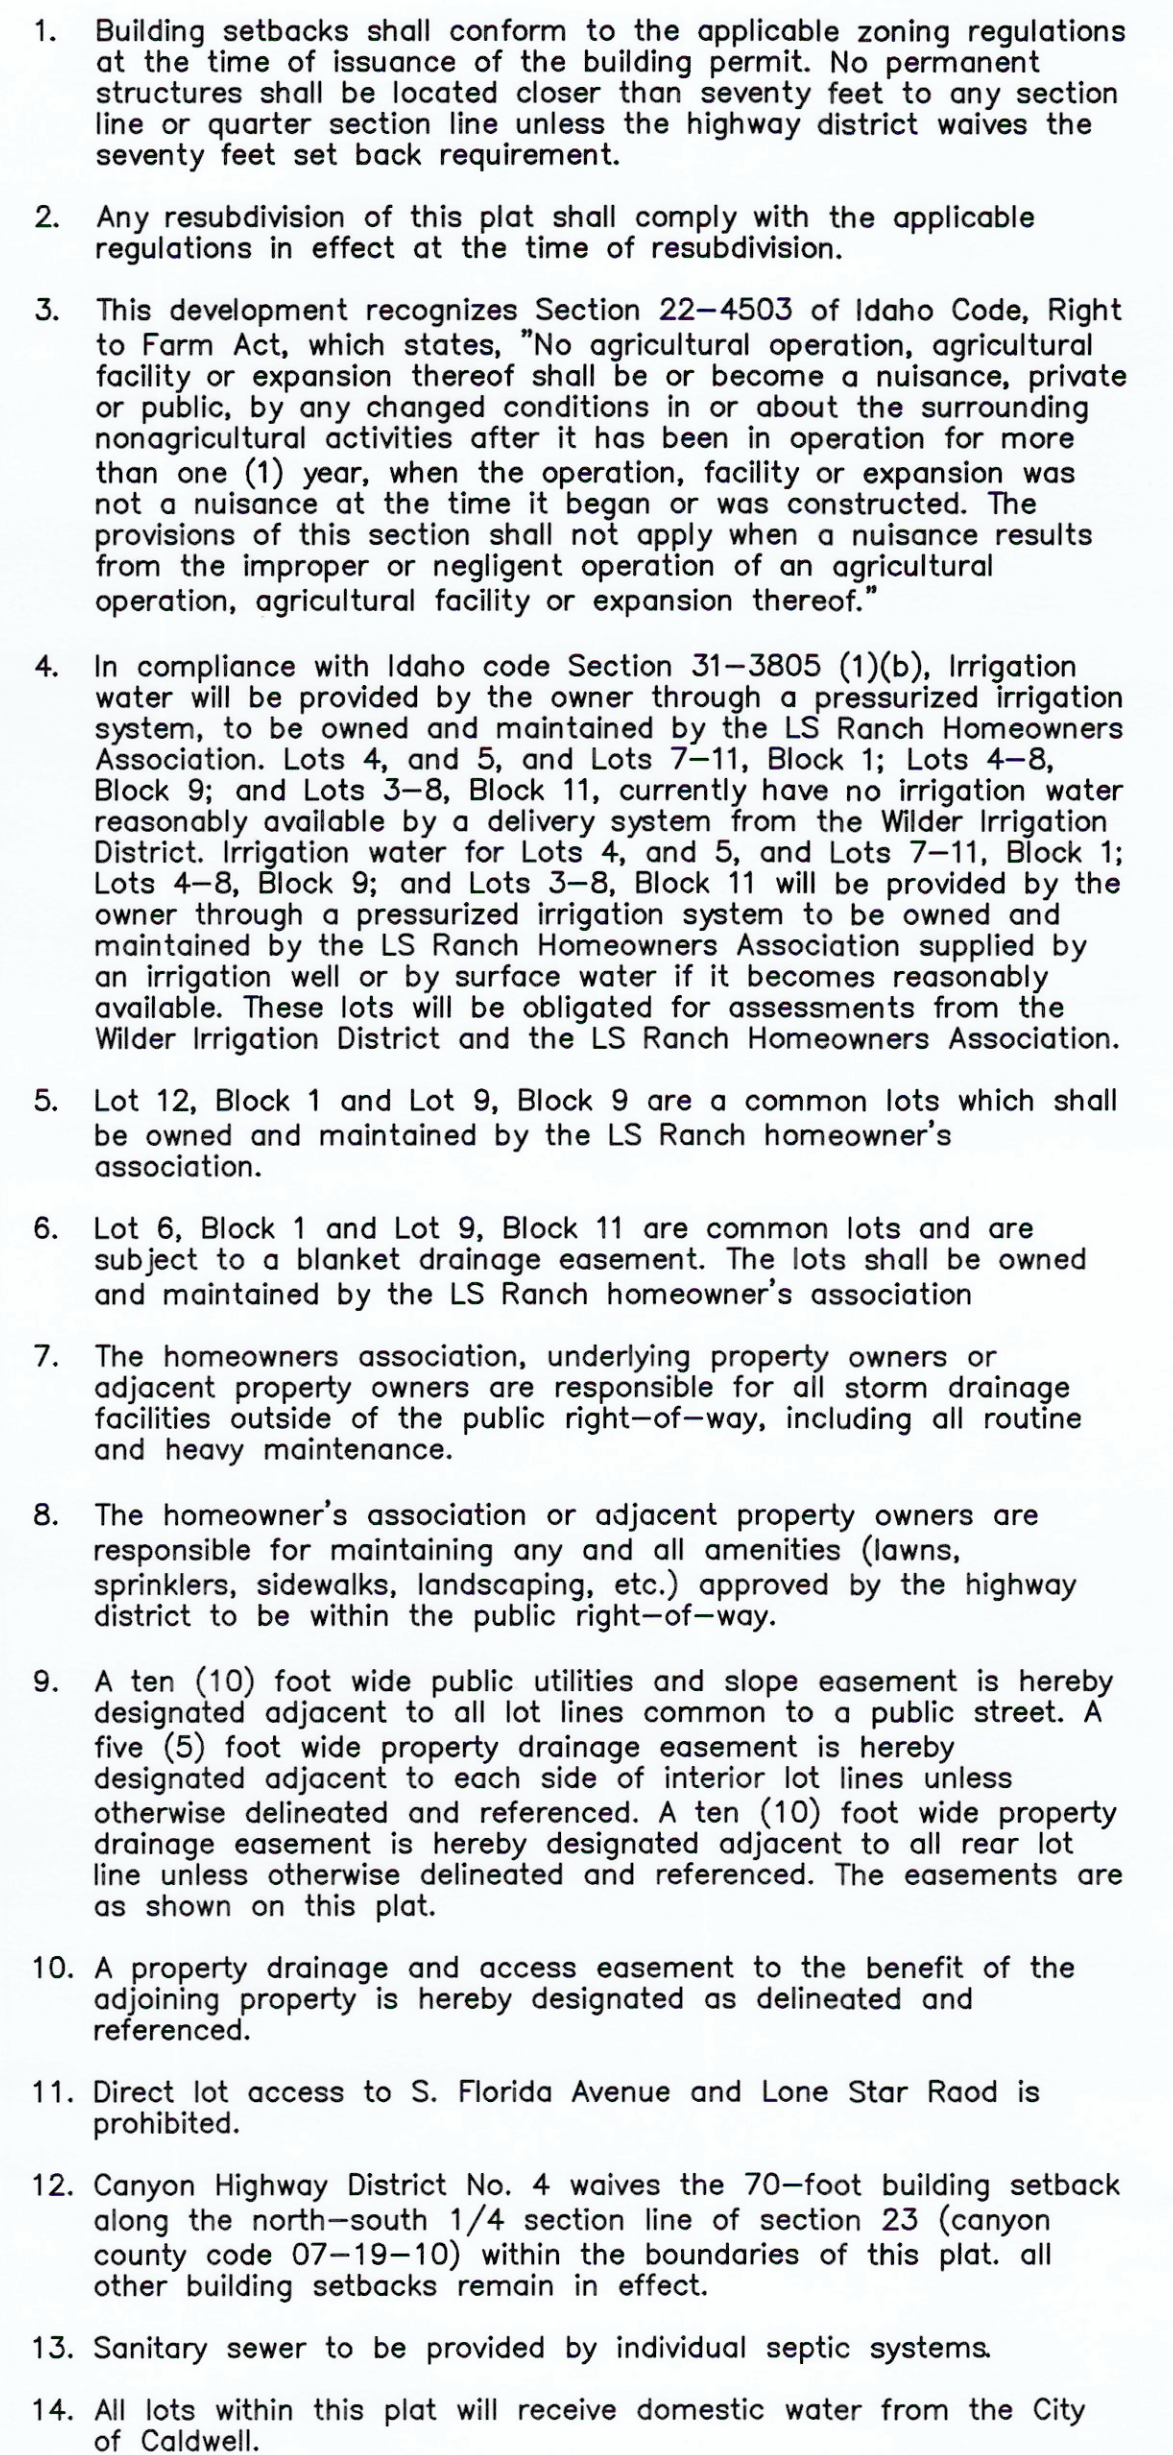 1. Building setbacks shall conform to the applicable zoning regulations
at the time of issuance of the building permit. No permanent
structures shall be located closer than seventy feet to any section
line or quarter section line unless the highway district waives the
seventy feet set back requirement.
2. Any resubdivision of this plat shall comply with the applicable
regulations in effect at the time of resubdivision.
3. This development recognizes Section 22–4503 of Idaho Code, Right
to Farm Act, which states, "No agricultural operation, agricultural
facility or expansion thereof shall be or become a nuisance, private
or public, by any changed conditions in or about the surrounding
nonagricultural activities after it has been in operation for more
than one (1) year, when the operation, facility or expansion was
not a nuisance at the time it began or was constructed. The
provisions of this section shall not apply when a nuisance results
from the improper or negligent operation of an agricultural
operation, agricultural facility or expansion thereof."
4. In compliance with Idaho code Section 31–3805 (1)(b), Irrigation
water will be provided by the owner through a pressurized irrigation
system, to be owned and maintained by the LS Ranch Homeowners
Association. Lots 4, and 5, and Lots 7–11, Block 1; Lots 4–8,
Block 9; and Lots 3–8, Block 11, currently have no irrigation water
reasonably available by a delivery system from the Wilder Irrigation
District. Irrigation water for Lots 4, and 5, and Lots 7–11, Block 1;
Lots 4–8, Block 9; and Lots 3–8, Block 11 will be provided by the
owner through a pressurized irrigation system to be owned and
maintained by the LS Ranch Homeowners Association supplied by
an irrigation well or by surface water if it becomes reasonably
available. These lots will be obligated for assessments from the
Wilder Irrigation District and the LS Ranch Homeowners Association.
5. Lot 12, Block 1 and Lot 9, Block 9 are a common lots which shall
be owned and maintained by the LS Ranch homeowner's
association.
6. Lot 6, Block 1 and Lot 9, Block 11 are common lots and are
subject to a blanket drainage easement. The lots shall be owned
and maintained by the LS Ranch homeowner's association
7. The homeowners association, underlying property owners or
adjacent property owners are responsible for all storm drainage
facilities outside of the public right–of–way, including all routine
and heavy maintenance.
8. The homeowner's association or adjacent property owners are
responsible for maintaining any and all amenities (lawns,
sprinklers, sidewalks, landscaping, etc.) approved by the highway
district to be within the public right–of–way.
9. A ten (10) foot wide public utilities and slope easement is hereby
designated adjacent to all lot lines common to a public street. A
five (5) foot wide property drainage easement is hereby
designated adjacent to each side of interior lot lines unless
otherwise delineated and referenced. A ten (10) foot wide property
drainage easement is hereby designated adjacent to all rear lot
line unless otherwise delineated and referenced. The easements are
as shown on this plat.
10. A property drainage and access easement to the benefit of the
adjoining property is hereby designated as delineated and
referenced.
11. Direct lot access to S. Florida Avenue and Lone Star Raod is
prohibited.
12. Canyon Highway District No. 4 waives the 70–foot building setback
along the north–south 1/4 section line of section 23 (canyon
county code 07–19–10) within the boundaries of this plat. all
other building setbacks remain in effect.
13. Sanitary sewer to be provided by individual septic systems.
14. All lots within this plat will receive domestic water from the City
of Caldwell.